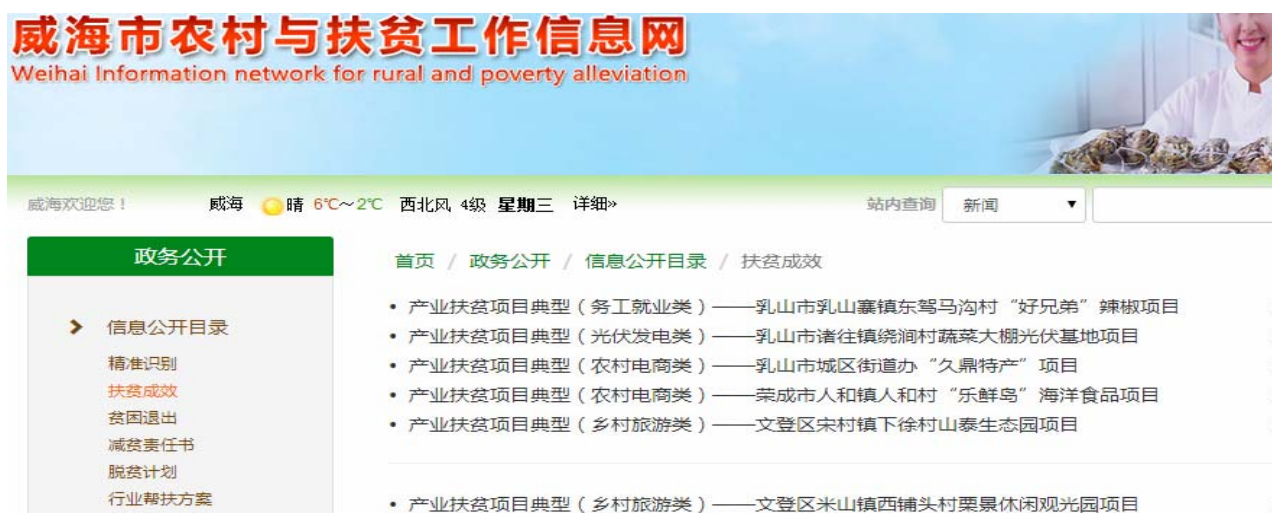 威海市农村与扶贫工作信息网
Weihai Information network for rural and poverty alleviation
威海欢迎您！ 威海 晴 6℃～2℃ 西北风 4级 星期三 详细» 站内查询 新闻
政务公开
首页 / 政务公开 / 信息公开目录 / 扶贫成效
信息公开目录
精准识别
扶贫成效
贫困退出
减贫责任书
脱贫计划
行业帮扶方案
• 产业扶贫项目典型（务工就业类）——乳山市乳山寨镇东驾马沟村“好兄弟”辣椒项目
• 产业扶贫项目典型（光伏发电类）——乳山市诸往镇绕涧村蔬菜大棚光伏基地项目
• 产业扶贫项目典型（农村电商类）——乳山市城区街道办“久鼎特产”项目
• 产业扶贫项目典型（农村电商类）——荣成市人和镇人和村“乐鲜岛”海洋食品项目
• 产业扶贫项目典型（乡村旅游类）——文登区宋村镇下徐村山泰生态园项目
• 产业扶贫项目典型（乡村旅游类）——文登区米山镇西铺头村栗景休闲观光园项目